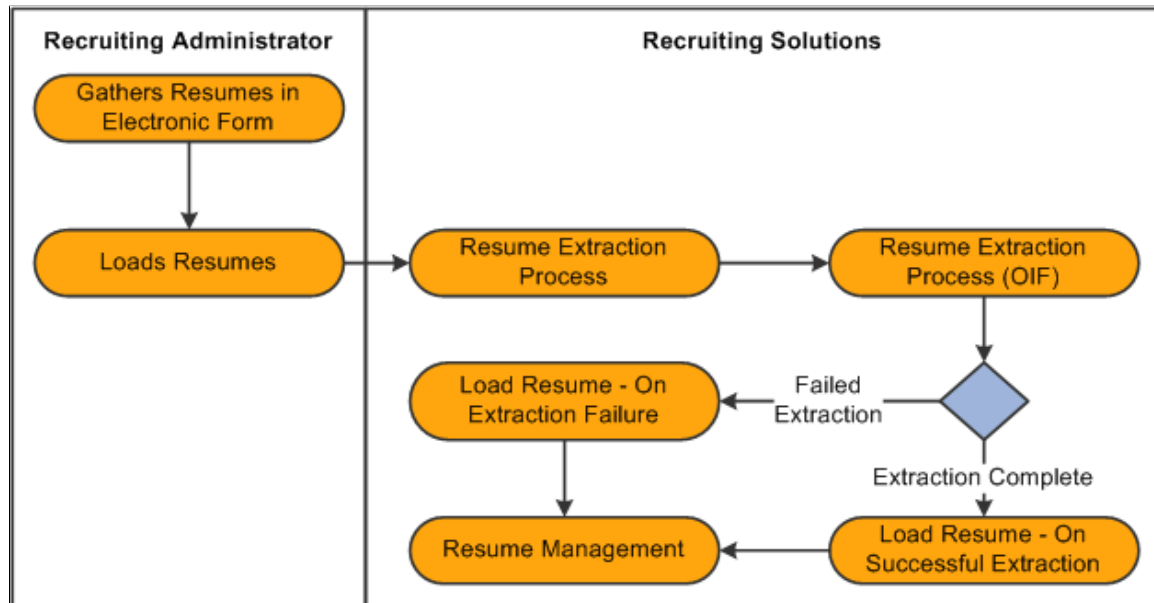 Recruiting Administrator
Recruiting Solutions
Gathers Resumes in
Electronic Form
Loads Resumes
Resume Extraction
Process
Resume Extraction
Process (OIF)
Load Resume - On
Extraction Failure
Failed
Extraction
Extraction Complete
Resume Management
Load Resume - On
Successful Extraction